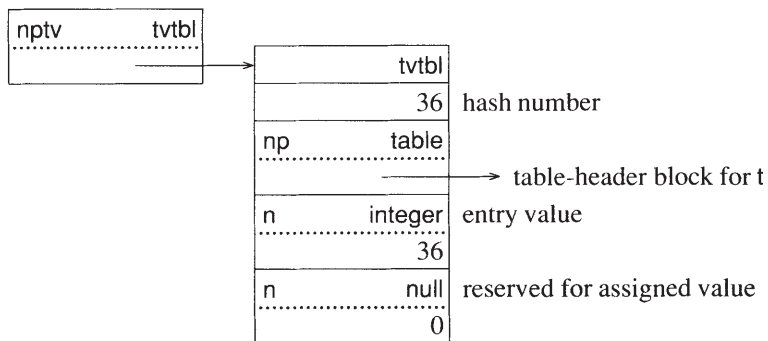 nptv tvtbl
tvtbl
36 hash number
np table
table-header block for t
n integer entry value
36
n null reserved for assigned value
0